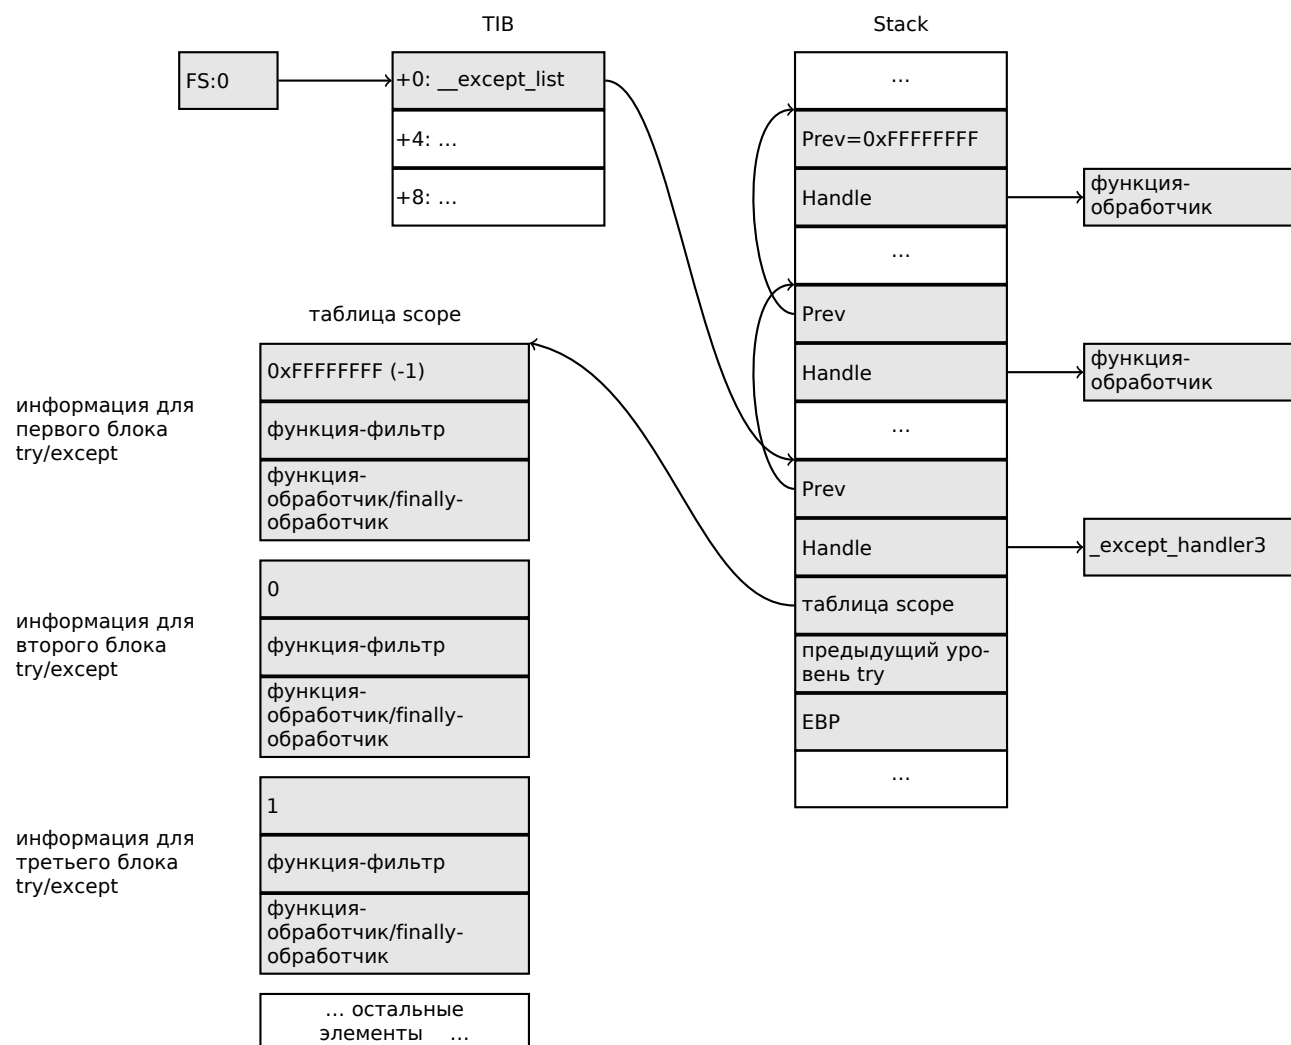 TIB
Stack
FS:0
+0: __except_list
+4: ...
+8: ...
...
Prev=0xFFFFFFFF
Handle
функция-
обработчик
...
Prev
Handle
функция-
обработчик
...
Prev
Handle
_except_handler3
таблица scope
предыдущий уро-
вень try
EBP
...
таблица scope
информация для
первого блока
try/except
0xFFFFFFFF (-1)
функция-фильтр
функция-
обработчик/finally-
обработчик
информация для
второго блока
try/except
0
функция-фильтр
функция-
обработчик/finally-
обработчик
информация для
третьего блока
try/except
1
функция-фильтр
функция-
обработчик/finally-
обработчик
... остальные
элементы ...